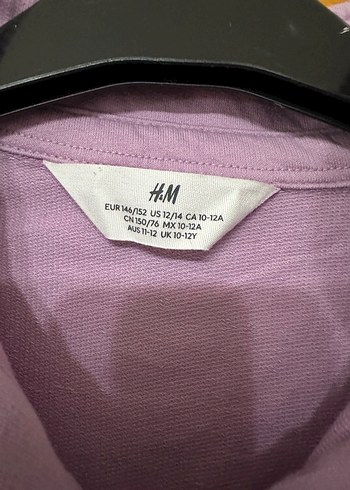 H&M
EUR 146/152 US 12/14 CA 10-12A
CN 150/76 MX 10-12A
AUS 11-12 UK 10-12Y